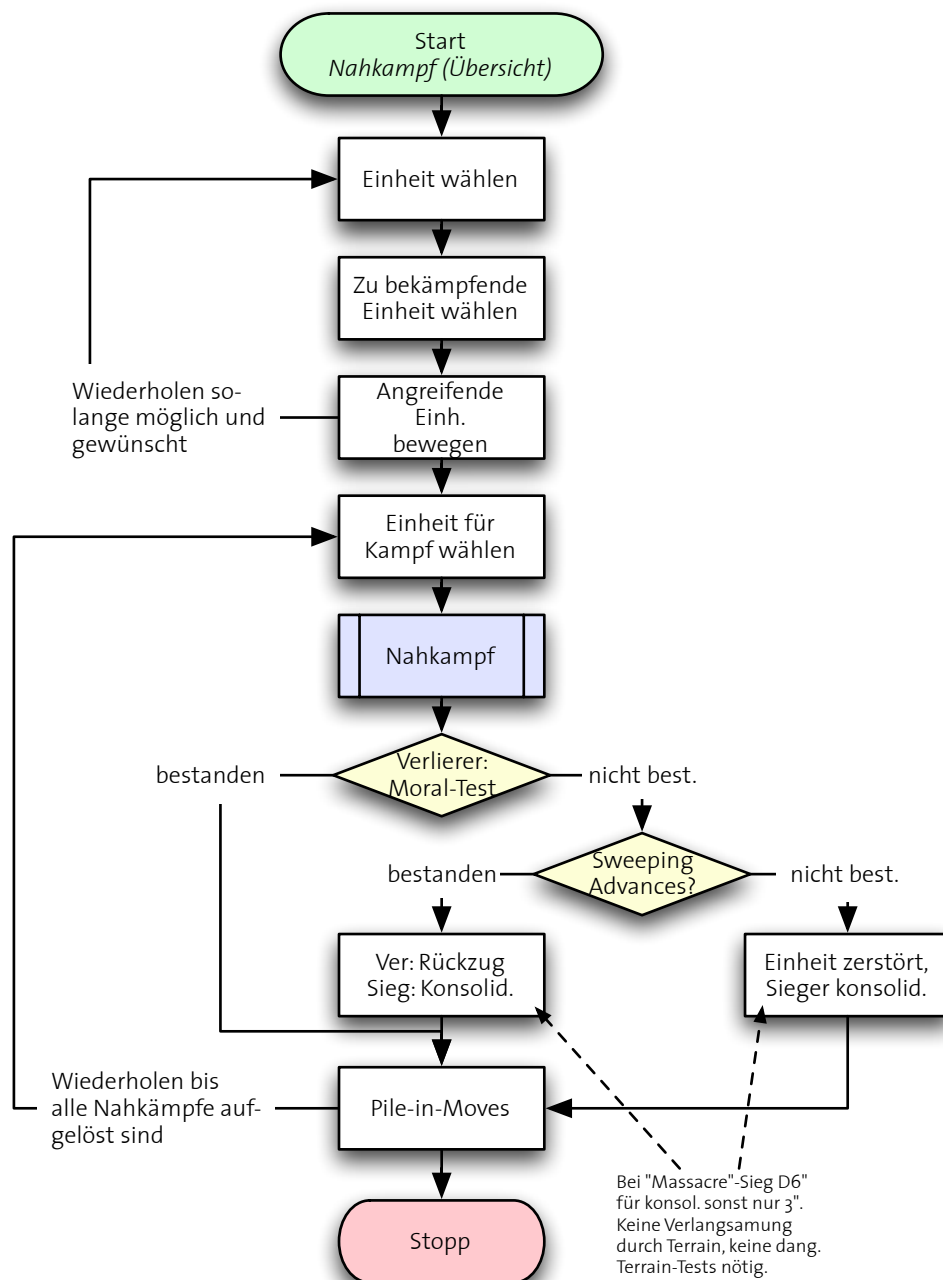 Start
Nahkampf (Übersicht)
Einheit wählen
Zu bekämpfende
Einheit wählen
Angreifende
Einh.
bewegen
Wiederholen so-
lange möglich und
gewünscht
Einheit für
Kampf wählen
Nahkampf
Verlierer:
Moral-Test
bestanden
nicht best.
Sweeping
Advances?
bestanden
nicht best.
Ver: Rückzug
Sieg: Konsolid.
Einheit zerstört,
Sieger konsolid.
Wiederholen bis
alle Nahkämpfe auf-
gelöst sind
Pile-in-Moves
Bei "Massacre"-Sieg D6"
für konsol. sonst nur 3".
Keine Verlangsamung
durch Terrain, keine dang.
Terrain-Tests nötig.
Stopp